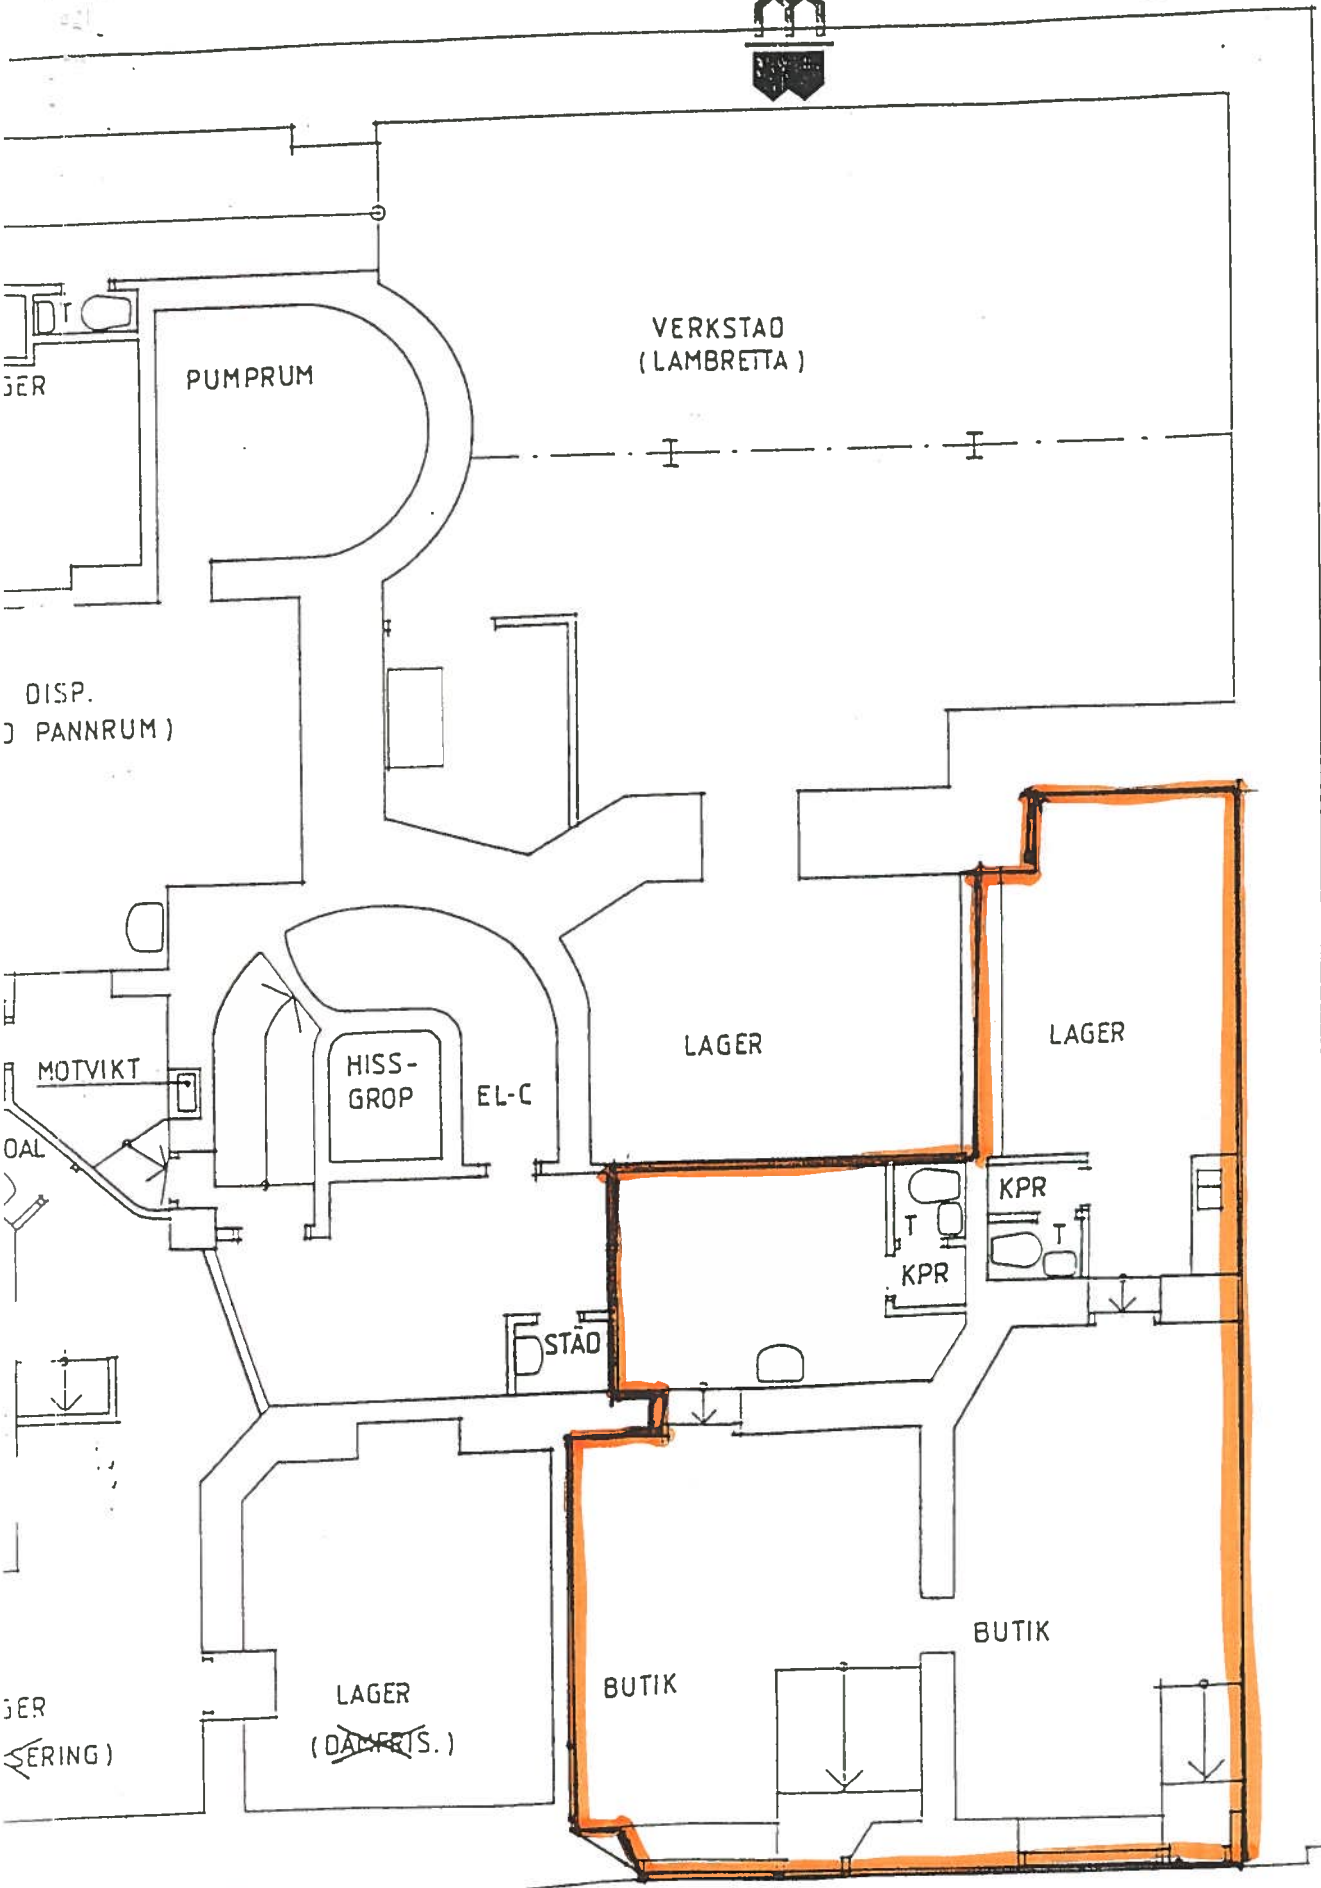 T
VERKSTAD
(LAMBRETTA)
PUMPRUM
GER
DISP.
PANNRUM)
LAGER
LAGER
MOTVIKT
HISS-
GROP
EL-C
OAL
KPR
T
T
KPR
STÄD
BUTIK
BUTIK
LAGER
GER
SERING)